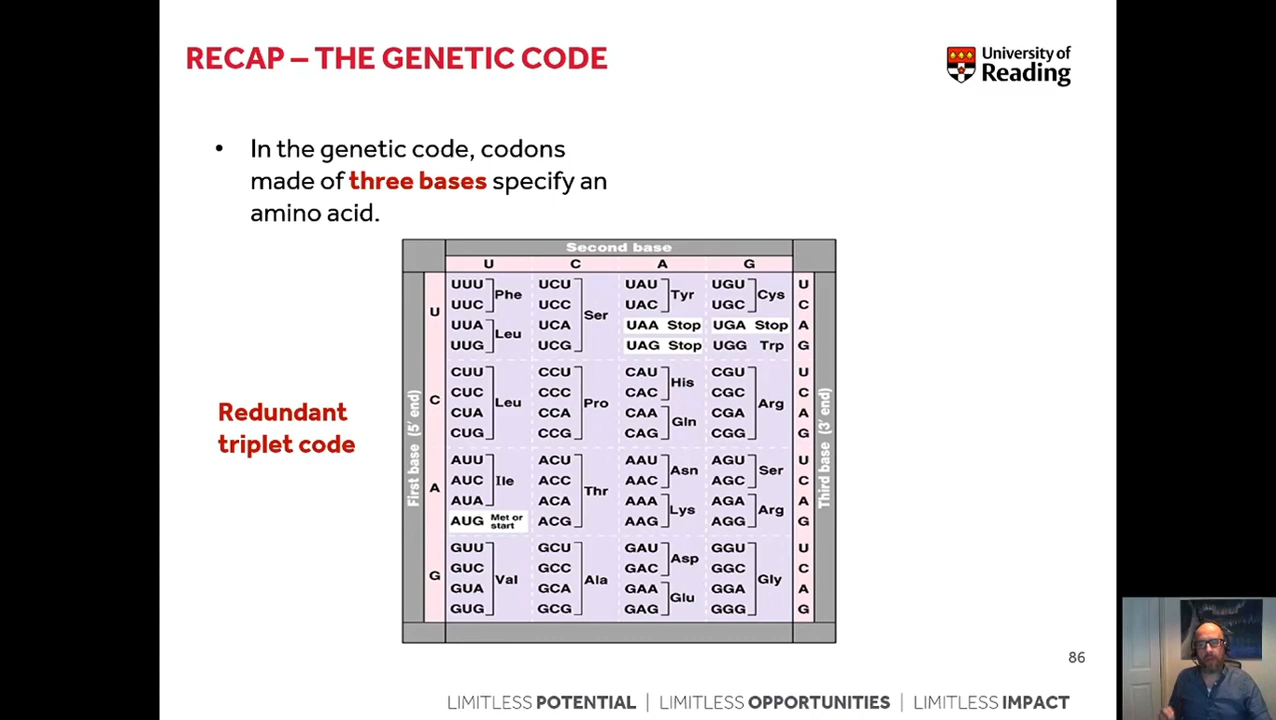 RECAP – THE GENETIC CODE
University of
Reading
• In the genetic code, codons
made of three bases specify an
amino acid.
Redundant
triplet code
Second base
U C A G
First base (5′ end)
Third base (3′ end)
U
UUU UCU UAU UGU U
Phe Tyr Cys
UUC UCC UAC UGC C
Ser
UUA UCA UAA Stop UGA Stop A
Leu
UUG UCG UAG Stop UGG Trp G
C
CUU CCU CAU CGU U
His
CUC CCC CAC CGC C
Leu Pro Arg
CUA CCA CAA CGA A
Gln
CUG CCG CAG CGG G
A
AUU ACU AAU AGU U
Asn Ser
AUC Ile ACC AAC AGC C
Thr
AUA ACA AAA AGA A
Lys Arg
AUG Met or start ACG AAG AGG G
G
GUU GCU GAU GGU U
Asp
GUC GCC GAC GGC C
Val Ala Gly
GUA GCA GAA GGA A
Glu
GUG GCG GAG GGG G
86
LIMITLESS POTENTIAL | LIMITLESS OPPORTUNITIES | LIMITLESS IMPACT